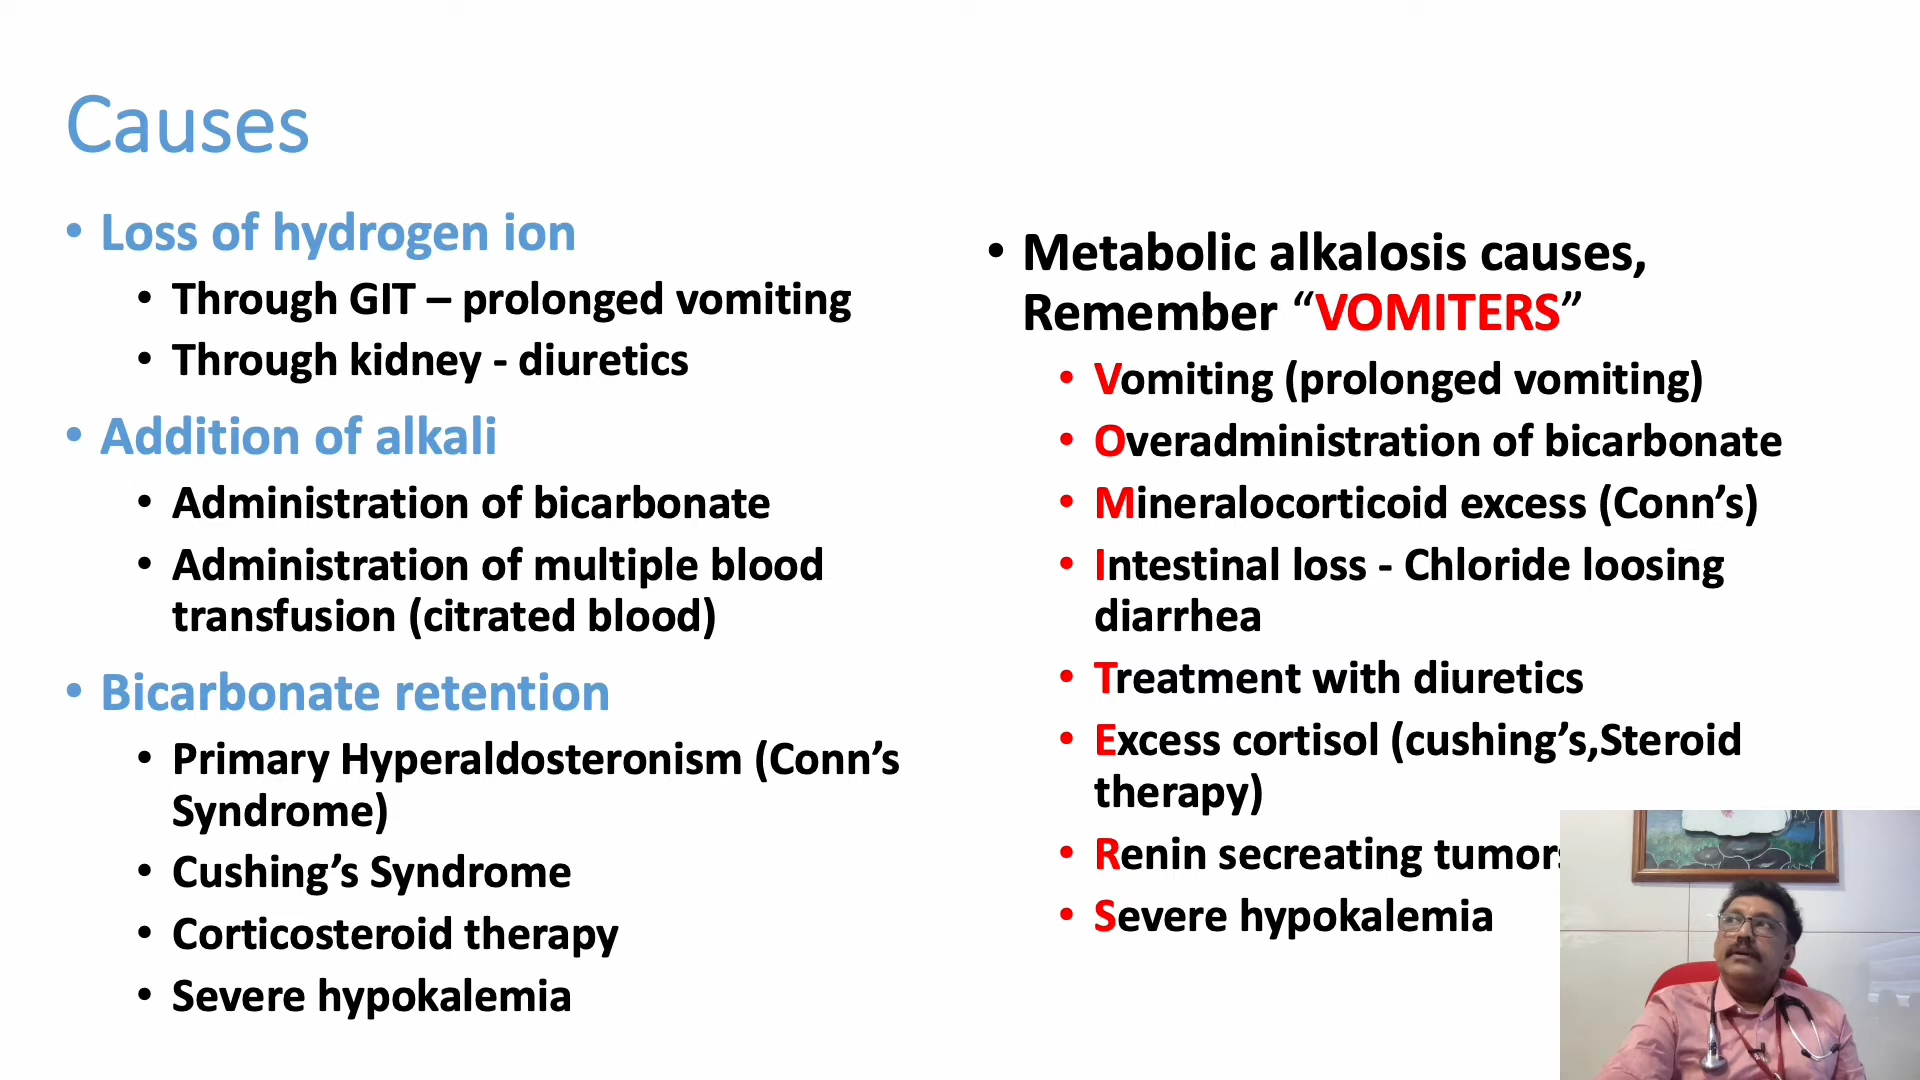 Causes
• Loss of hydrogen ion
• Through GIT – prolonged vomiting
• Through kidney - diuretics
• Addition of alkali
• Administration of bicarbonate
• Administration of multiple blood
transfusion (citrated blood)
• Bicarbonate retention
• Primary Hyperaldosteronism (Conn’s
Syndrome)
• Cushing’s Syndrome
• Corticosteroid therapy
• Severe hypokalemia
• Metabolic alkalosis causes,
Remember “VOMITERS”
• Vomiting (prolonged vomiting)
• Overadministration of bicarbonate
• Mineralocorticoid excess (Conn’s)
• Intestinal loss - Chloride loosing
diarrhea
• Treatment with diuretics
• Excess cortisol (cushing’s,Steroid
therapy)
• Renin secreating tumors
• Severe hypokalemia